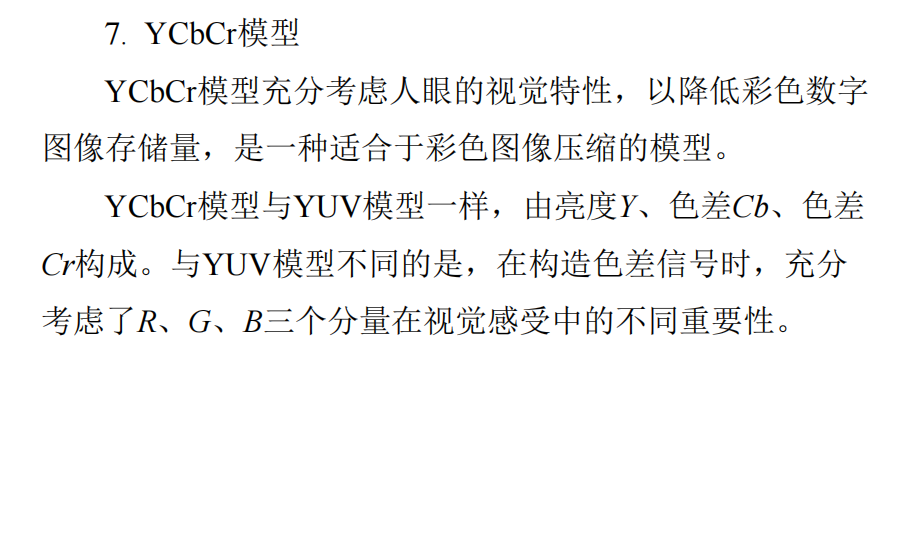 7. YCbCr模型
YCbCr模型充分考虑人眼的视觉特性，以降低彩色数字
图像存储量，是一种适合于彩色图像压缩的模型。
YCbCr模型与YUV模型一样，由亮度Y、色差Cb、色差
Cr构成。与YUV模型不同的是，在构造色差信号时，充分
考虑了R、G、B三个分量在视觉感受中的不同重要性。